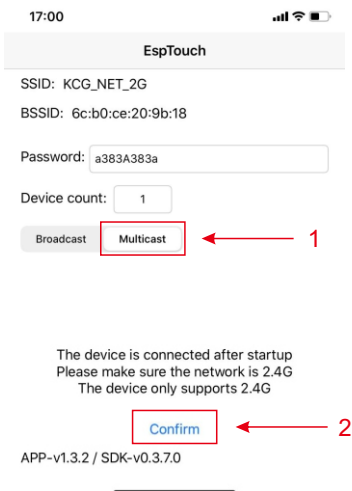 17:00
EspTouch
SSID: KCG_NET_2G
BSSID: 6c:b0:ce:20:9b:18
Password: a383A383a
Device count: 1
Broadcast Multicast 1
The device is connected after startup
Please make sure the network is 2.4G
The device only supports 2.4G
Confirm 2
APP-v1.3.2 / SDK-v0.3.7.0